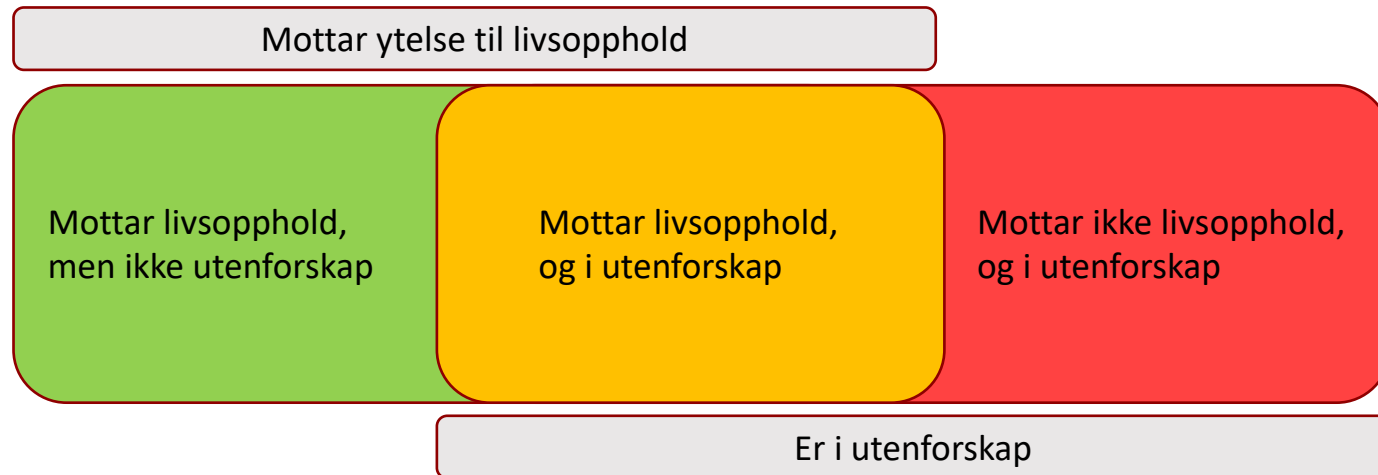 Mottar ytelse til livsopphold
Mottar livsopphold,
men ikke utenforskap
Mottar livsopphold,
og i utenforskap
Mottar ikke livsopphold,
og i utenforskap
Er i utenforskap